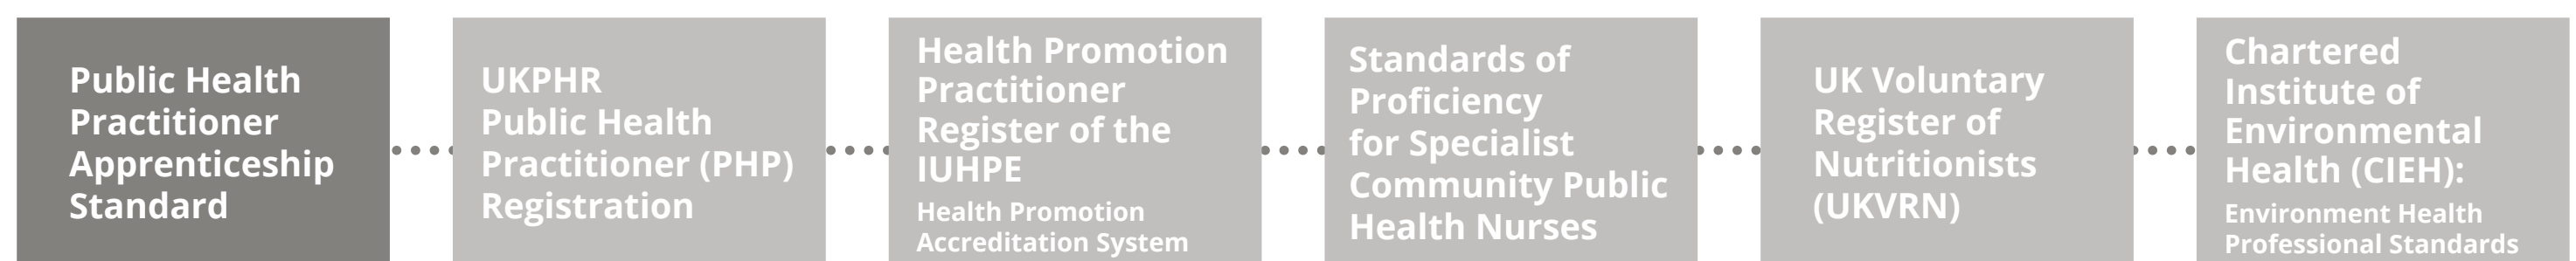 Public Health
Practitioner
Apprenticeship
Standard
UKPHR
Public Health
Practitioner (PHP)
Registration
Health Promotion
Practitioner
Register of the
IUHPE
Health Promotion
Accreditation System
Standards of
Proficiency
for Specialist
Community Public
Health Nurses
UK Voluntary
Register of
Nutritionists
(UKVRN)
Chartered
Institute of
Environmental
Health (CIEH):
Environment Health
Professional Standards